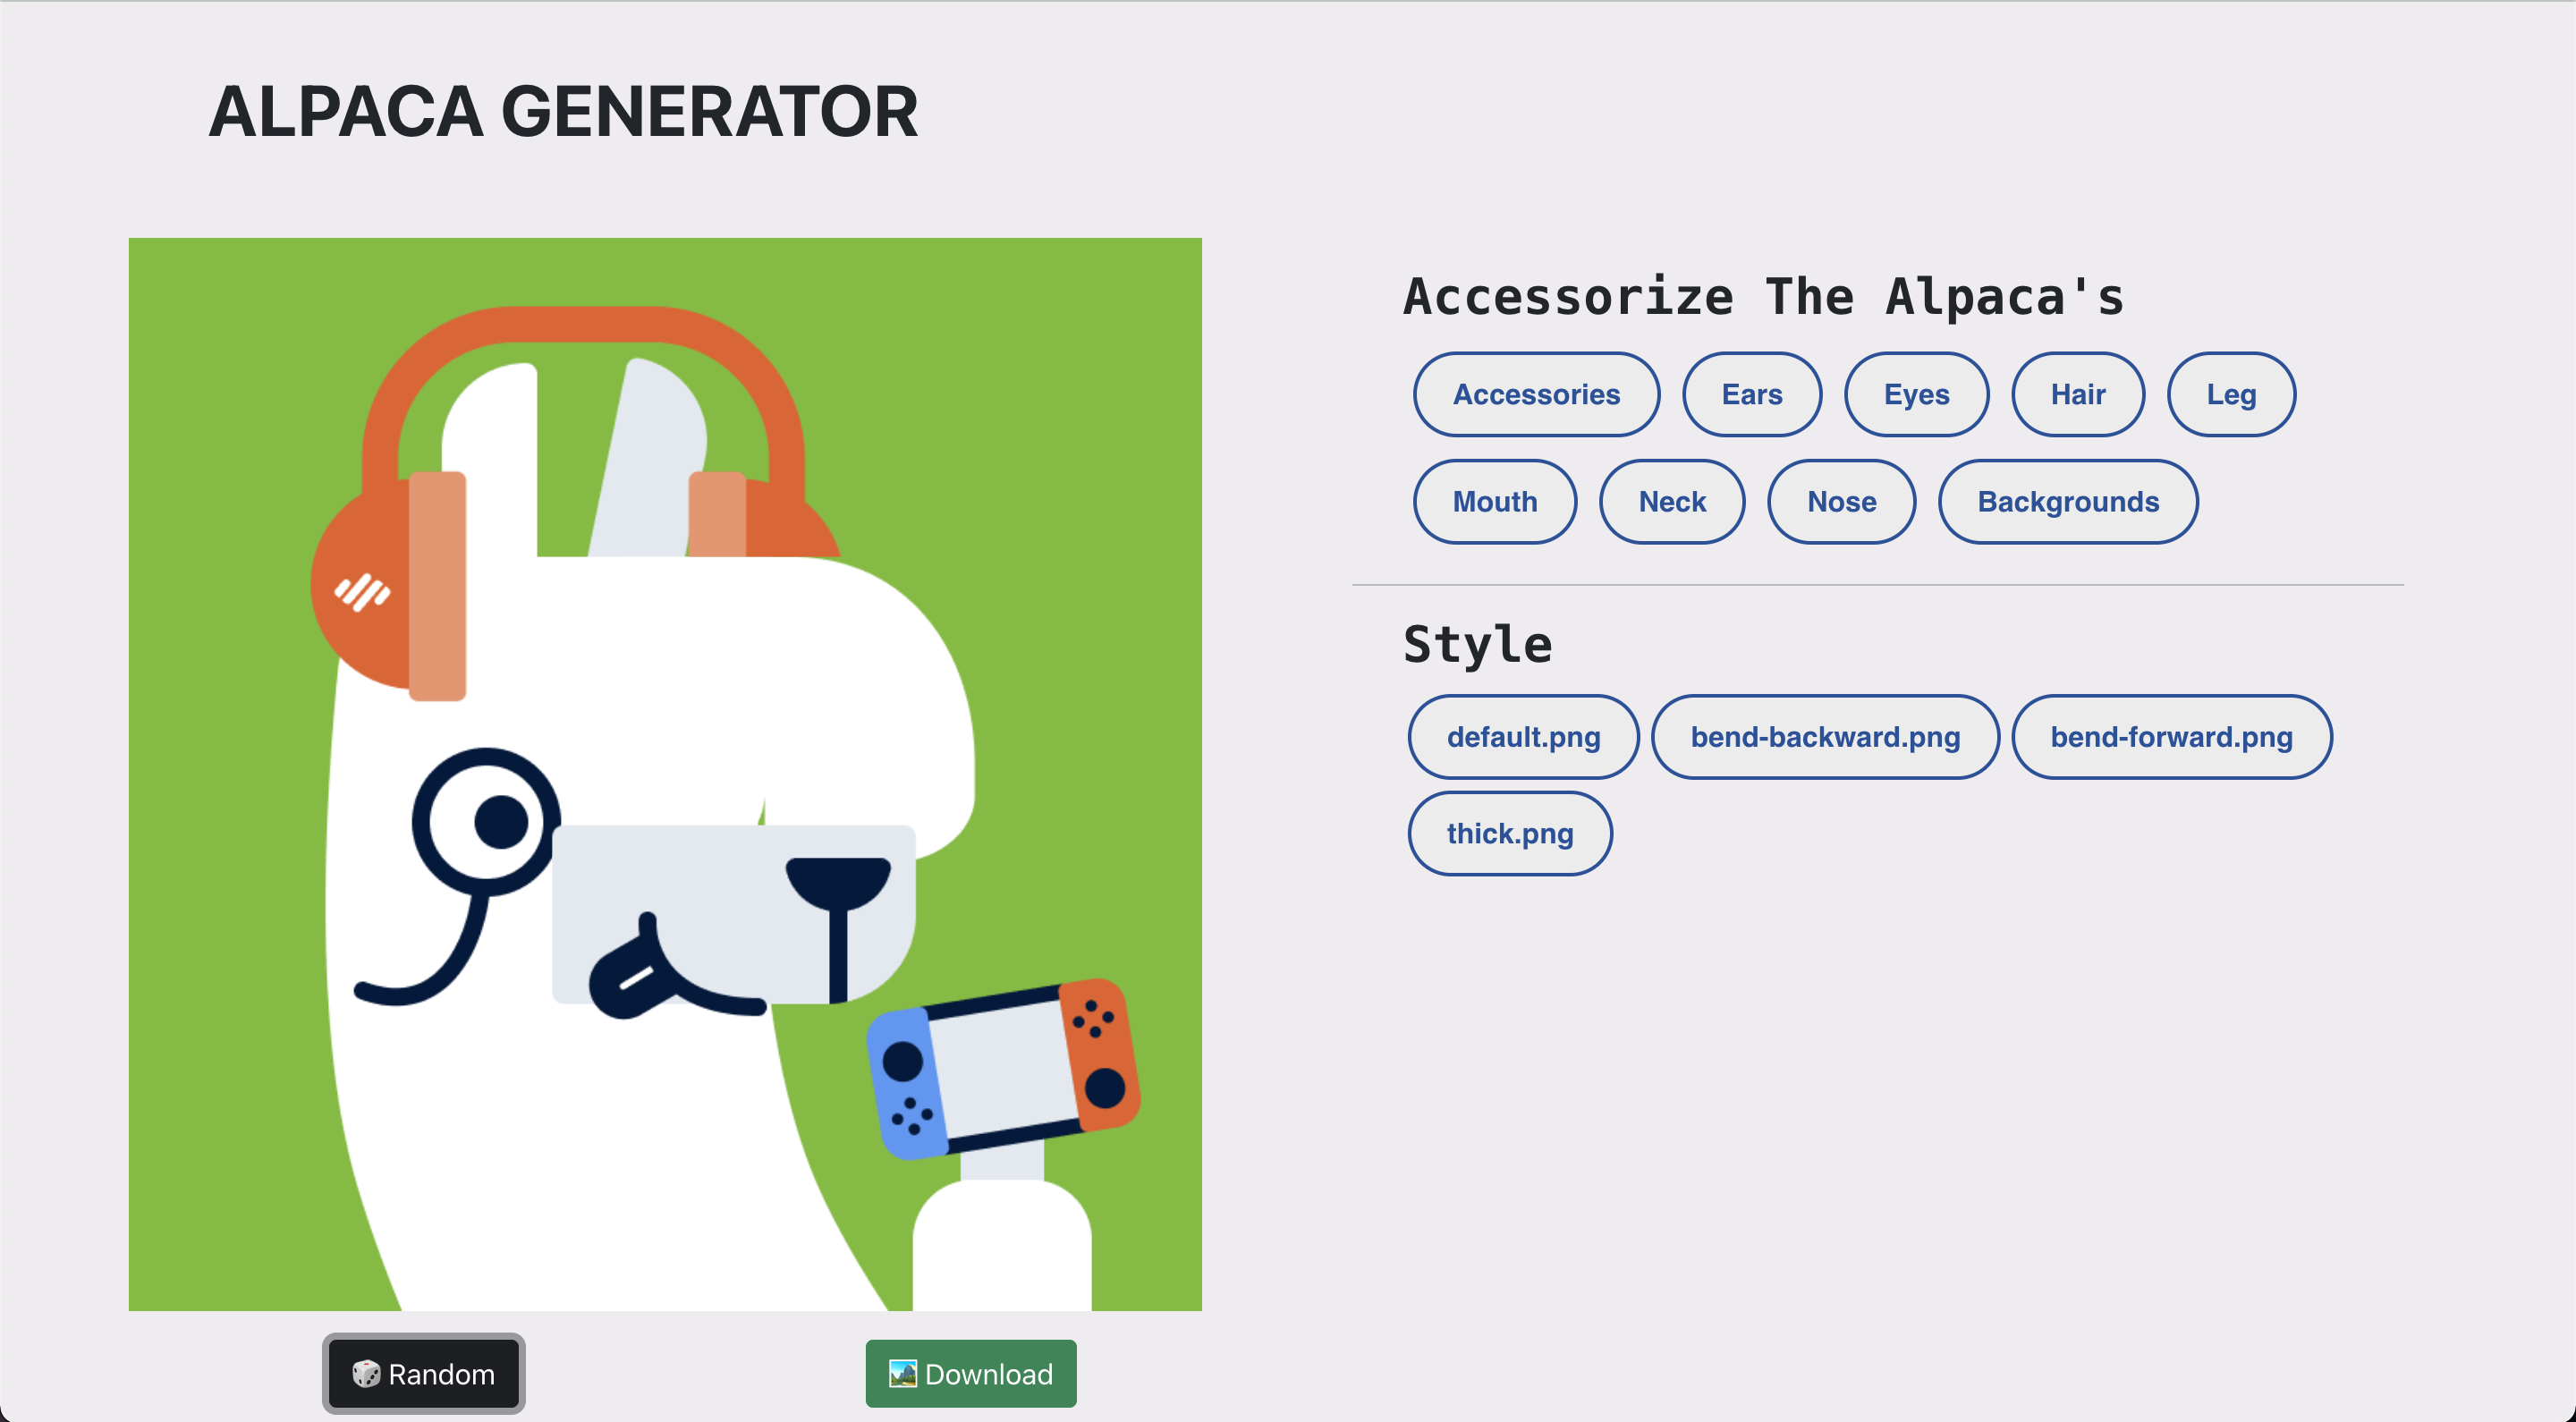 ALPACA GENERATOR
Accessorize The Alpaca's
Accessories Ears Eyes Hair Leg
Mouth Neck Nose Backgrounds
Style
default.png bend-backward.png bend-forward.png
thick.png
Random Download